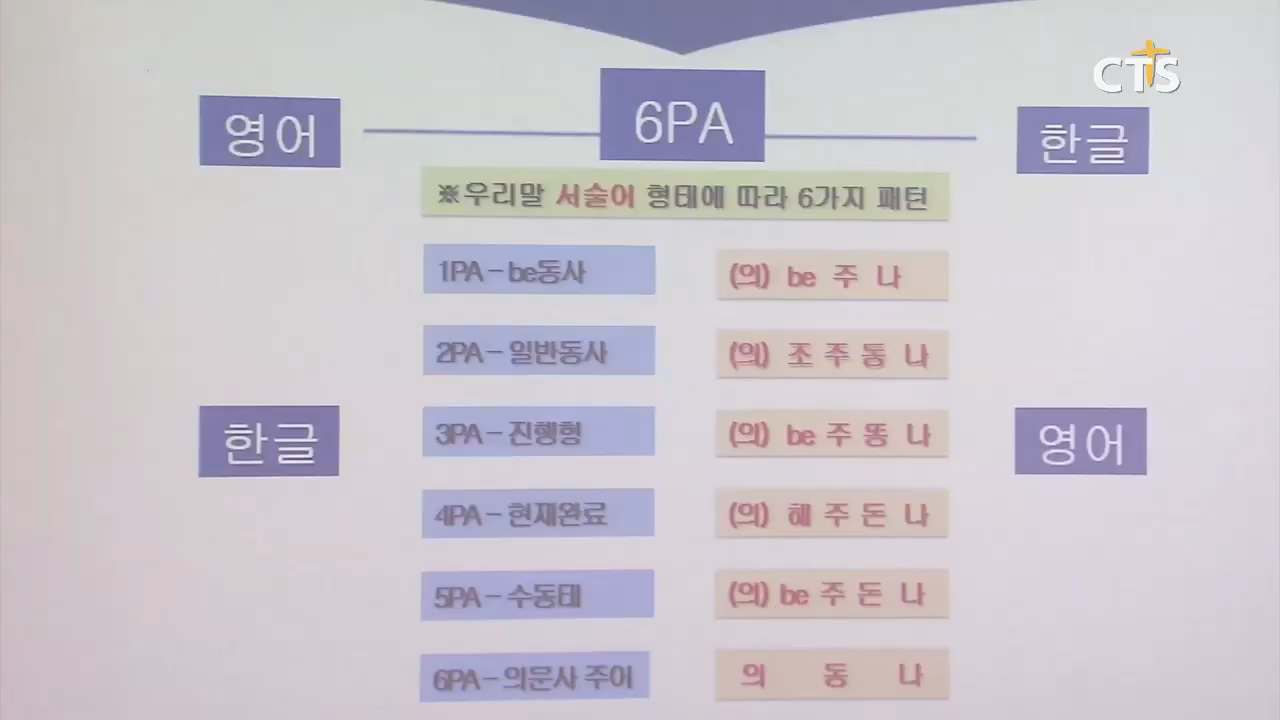 CTS
영어
6PA
한글
※우리말 서술어 형태에 따라 6가지 패턴
1PA – be동사
(의) be 주 나
2PA – 일반동사
(의) 조 주 동 나
한글
3PA – 진행형
(의) be 주 똥 나
영어
4PA – 현재완료
(의) 해 주 돈 나
5PA – 수동태
(의) be 주 돈 나
6PA – 의문사 주어
의 동 나